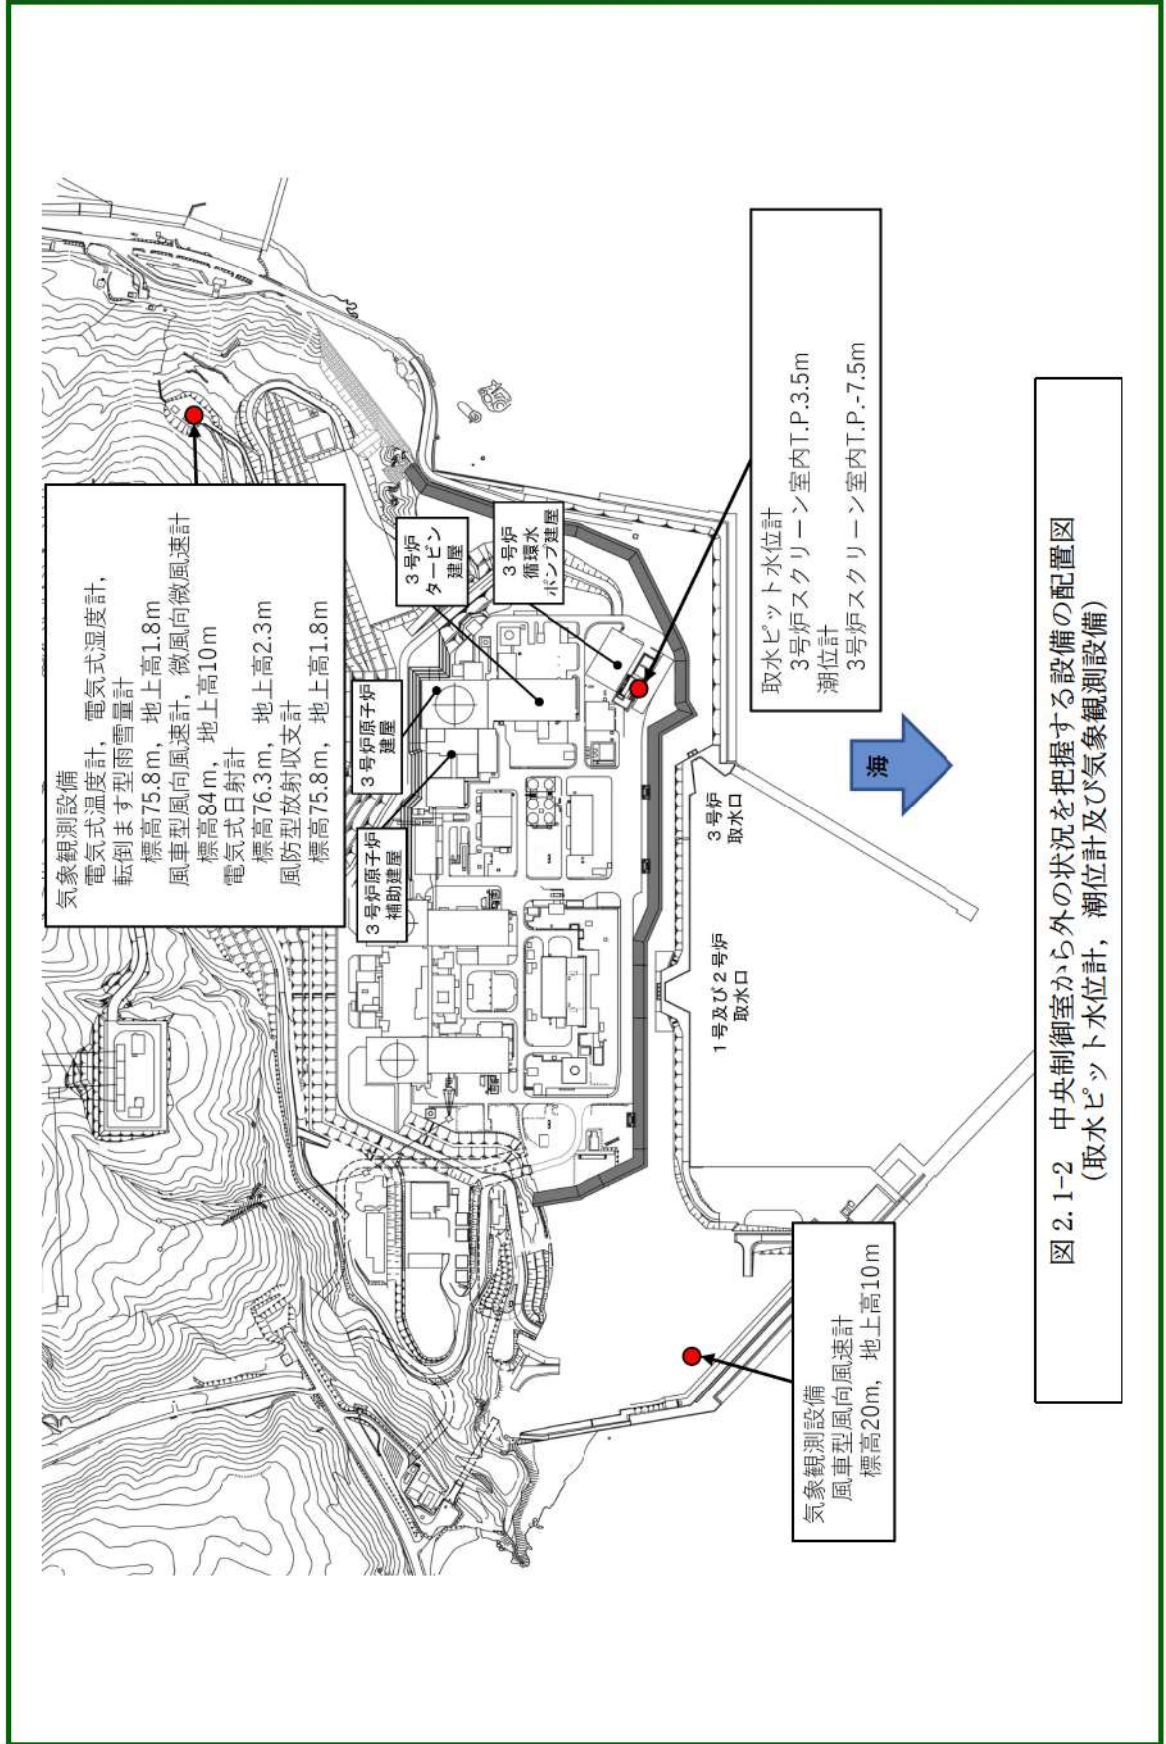 気象観測設備
電気式温度計，電気式湿度計，
転倒ます型雨雪量計
標高75.8m，地上高1.8m
風車型風向風速計，微風向微風速計
標高84m，地上高10m
電気式日射計
標高76.3m，地上高2.3m
風防型放射収支計
標高75.8m，地上高1.8m
3号炉原子炉
補助建屋
3号炉原子炉
建屋
3号炉
タービン
建屋
3号炉
循環水
ポンプ建屋
取水ピット水位計
3号炉スクリーン室内T.P.3.5m
潮位計
3号炉スクリーン室内T.P.-7.5m
海
3号炉
取水口
1号及び2号炉
取水口
気象観測設備
風車型風向風速計
標高20m，地上高10m
図 2.1-2　中央制御室から外の状況を把握する設備の配置図
(取水ピット水位計，潮位計及び気象観測設備)